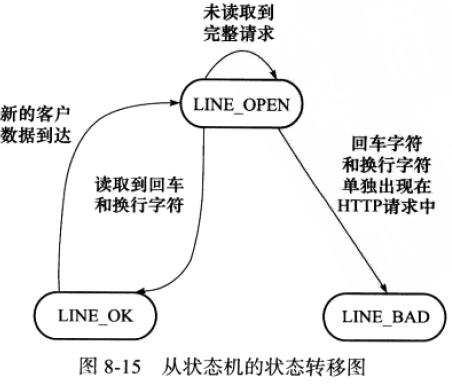 未读取到
完整请求
LINE_OPEN
新的客户
数据到达
读取到回车
和换行字符
回车字符
和换行字符
单独出现在
HTTP请求中
LINE_OK
LINE_BAD
图 8-15 从状态机的状态转移图